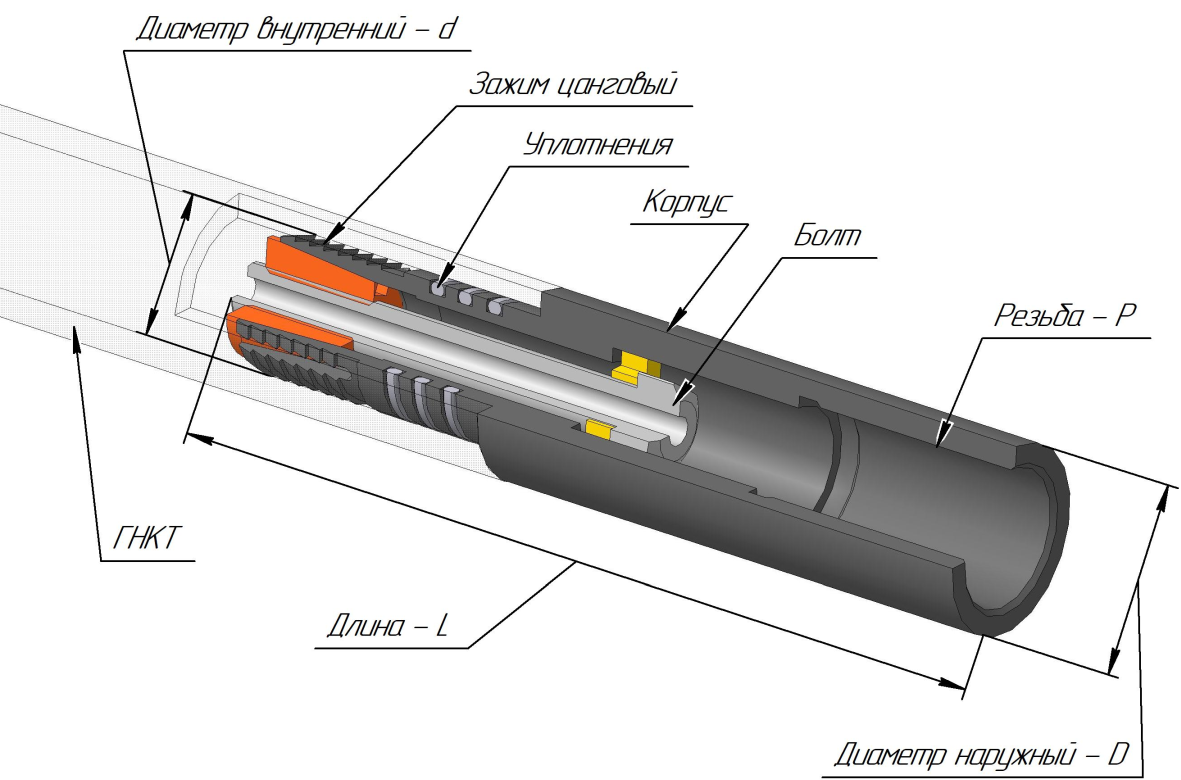 Диаметр внутренний – d
Зажим цанговый
Уплотнения
Корпус
Болт
Резьба – Р
ГНКТ
Длина – L
Диаметр наружный – D